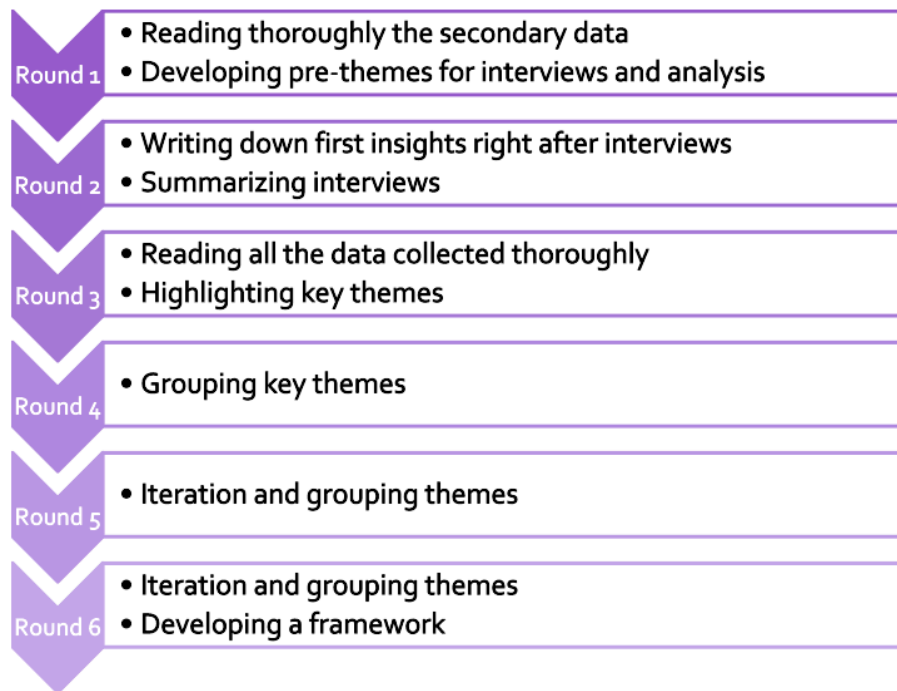 Round 1
• Reading thoroughly the secondary data
• Developing pre-themes for interviews and analysis
Round 2
• Writing down first insights right after interviews
• Summarizing interviews
Round 3
• Reading all the data collected thoroughly
• Highlighting key themes
Round 4
• Grouping key themes
Round 5
• Iteration and grouping themes
Round 6
• Iteration and grouping themes
• Developing a framework